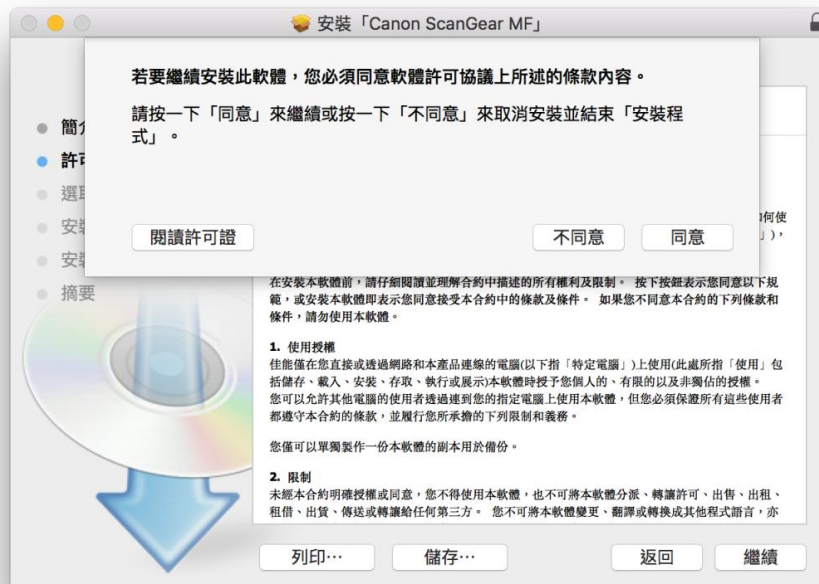 安裝「Canon ScanGear MF」
若要繼續安裝此軟體，您必須同意軟體許可協議上所述的條款內容。
請按一下「同意」來繼續或按一下「不同意」來取消安裝並結束「安裝程
式」。
閱讀許可證
不同意
同意
簡
許
選
安
安
摘要
何使
」)，
在安裝本軟體前，請仔細閱讀並理解合約中描述的所有權利及限制。 按下按鈕表示您同意以下規
範，或安裝本軟體即表示您同意接受本合約中的條款及條件。 如果您不同意本合約的下列條款和
條件，請勿使用本軟體。
1. 使用授權
佳能僅在您直接或透過網路和本產品連線的電腦(以下指「特定電腦」)上使用(此處所指「使用」包
括儲存、載入、安裝、存取、執行或展示)本軟體時授予您個人的、有限的以及非獨佔的授權。
您可以允許其他電腦的使用者透過連到您的指定電腦上使用本軟體，但您必須保證所有這些使用者
都遵守本合約的條款，並履行您所承擔的下列限制和義務。
您僅可以單獨製作一份本軟體的副本用於備份。
2. 限制
未經本合約明確授權或同意，您不得使用本軟體，也不可將本軟體分派、轉讓許可、出售、出租、
租借、出賃、傳送或轉讓給任何第三方。 您不可將本軟體變更、翻譯或轉換成其他程式語言，亦
列印…
儲存…
返回
繼續